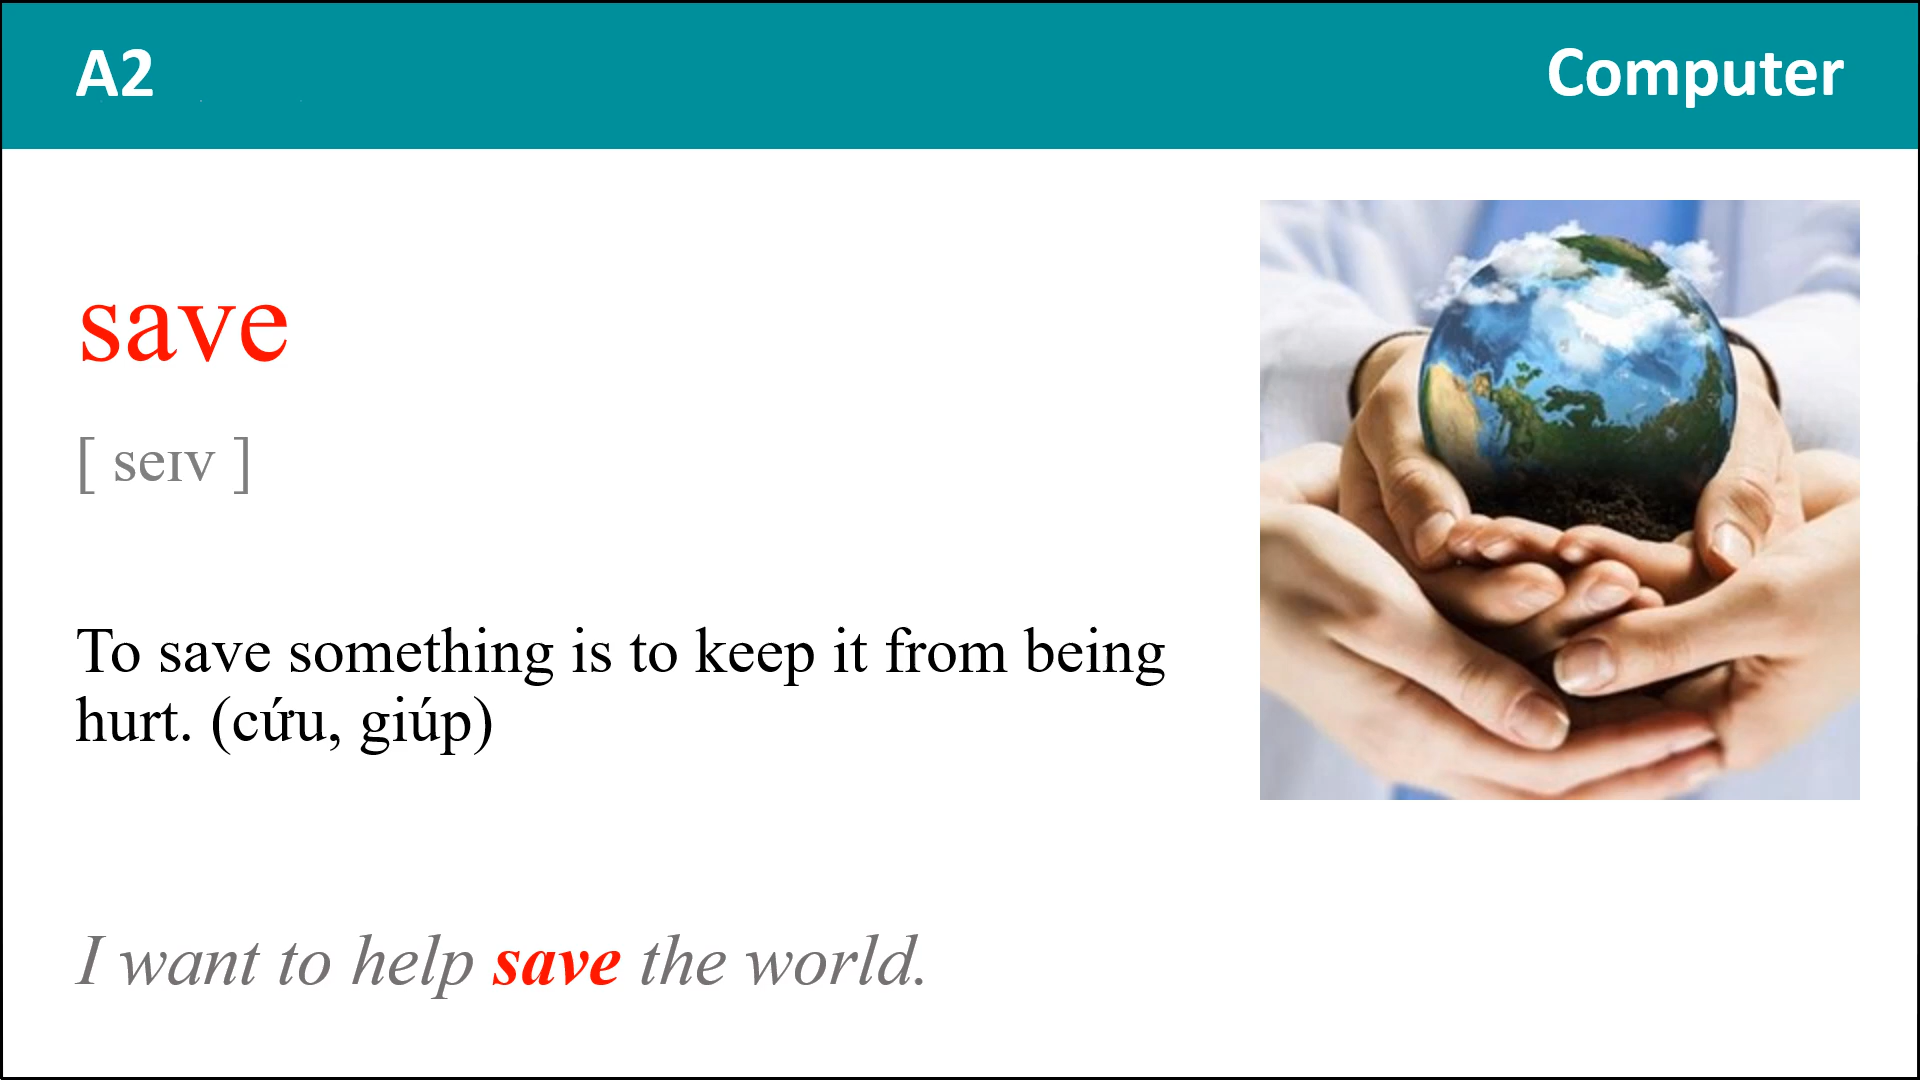 A2
Computer
save
[ seɪv ]
To save something is to keep it from being
hurt. (cứu, giúp)
I want to help save the world.